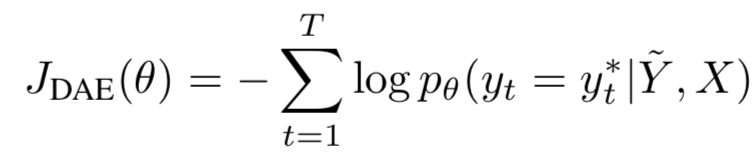 J_DAE(θ) = − ∑_{t=1}^{T} log p_θ(y_t = y_t^*|Ỹ, X)